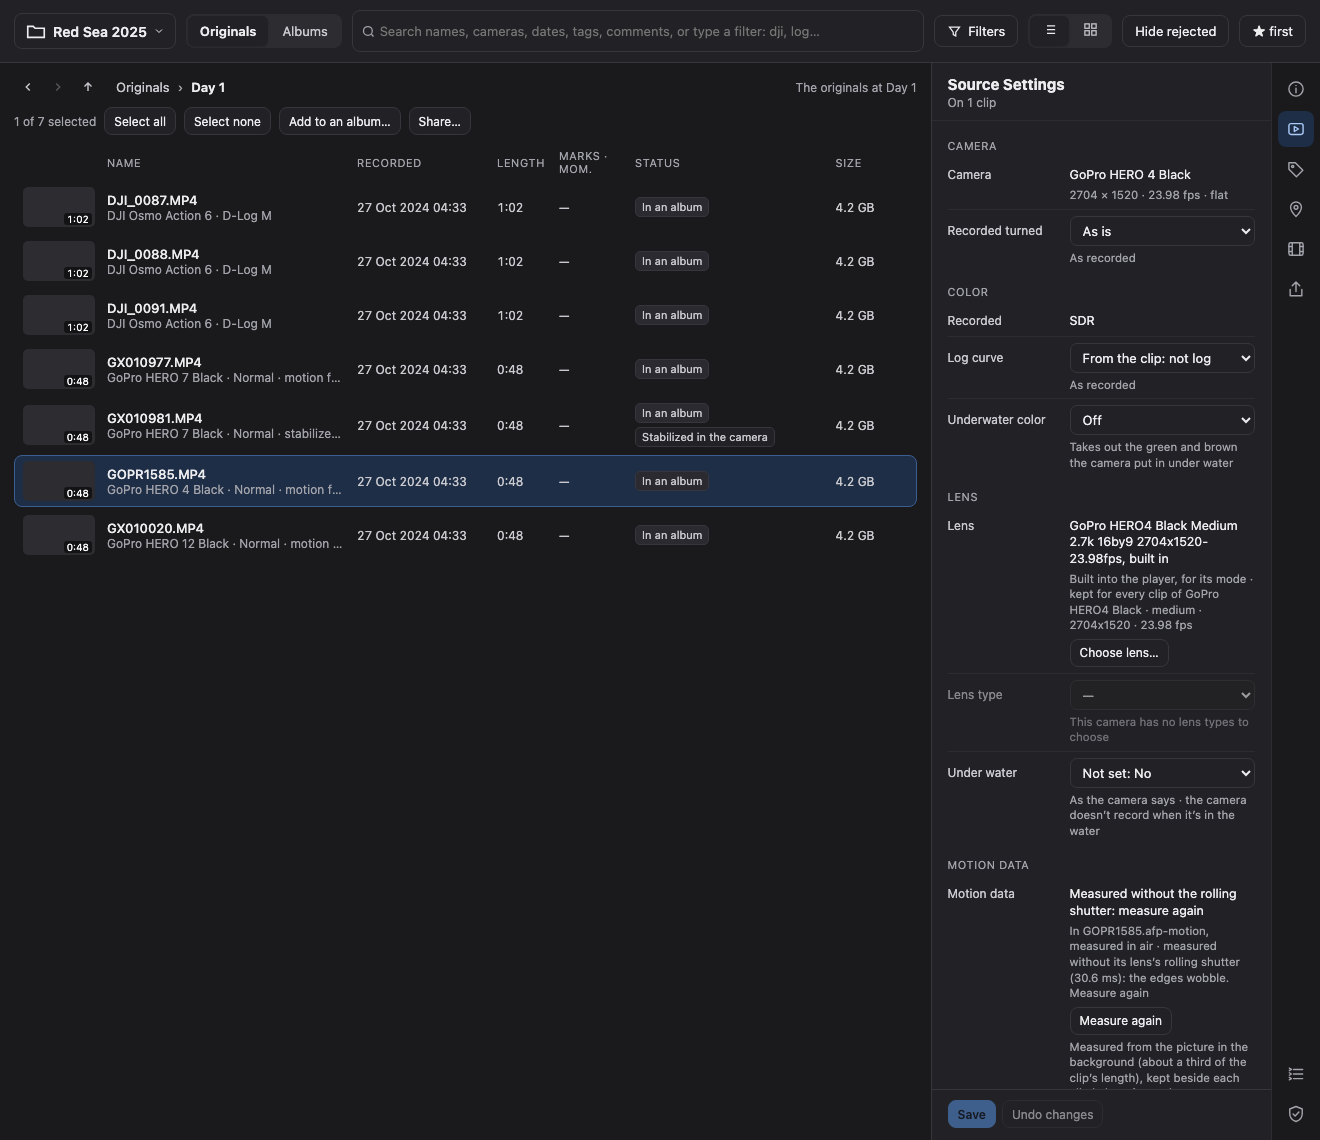 Red Sea 2025
Originals
Albums
Search names, cameras, dates, tags, comments, or type a filter: dji, log...
Filters
Hide rejected
★ first
Originals › Day 1
The originals at Day 1
1 of 7 selected
Select all
Select none
Add to an album...
Share...
NAME
RECORDED
LENGTH
MARKS ·
MOM.
STATUS
SIZE
1:02
DJI_0087.MP4
DJI Osmo Action 6 · D-Log M
27 Oct 2024 04:33
1:02
—
In an album
4.2 GB
1:02
DJI_0088.MP4
DJI Osmo Action 6 · D-Log M
27 Oct 2024 04:33
1:02
—
In an album
4.2 GB
1:02
DJI_0091.MP4
DJI Osmo Action 6 · D-Log M
27 Oct 2024 04:33
1:02
—
In an album
4.2 GB
0:48
GX010977.MP4
GoPro HERO 7 Black · Normal · motion f...
27 Oct 2024 04:33
0:48
—
In an album
4.2 GB
0:48
GX010981.MP4
GoPro HERO 7 Black · Normal · stabilize...
27 Oct 2024 04:33
0:48
—
In an album
Stabilized in the camera
4.2 GB
0:48
GOPR1585.MP4
GoPro HERO 4 Black · Normal · motion f...
27 Oct 2024 04:33
0:48
—
In an album
4.2 GB
0:48
GX010020.MP4
GoPro HERO 12 Black · Normal · motion ...
27 Oct 2024 04:33
0:48
—
In an album
4.2 GB
Source Settings
On 1 clip
CAMERA
Camera
GoPro HERO 4 Black
2704 × 1520 · 23.98 fps · flat
Recorded turned
As is
As recorded
COLOR
Recorded
SDR
Log curve
From the clip: not log
As recorded
Underwater color
Off
Takes out the green and brown
the camera put in under water
LENS
Lens
GoPro HERO4 Black Medium
2.7k 16by9 2704x1520-
23.98fps, built in
Built into the player, for its mode ·
kept for every clip of GoPro
HERO4 Black · medium ·
2704x1520 · 23.98 fps
Choose lens...
Lens type
—
This camera has no lens types to
choose
Under water
Not set: No
As the camera says · the camera
doesn't record when it's in the
water
MOTION DATA
Motion data
Measured without the rolling
shutter: measure again
In GOPR1585.afp-motion,
measured in air · measured
without its lens's rolling shutter
(30.6 ms): the edges wobble.
Measure again
Measure again
Measured from the picture in the
background (about a third of the
clip's length), kept beside each
Save
Undo changes